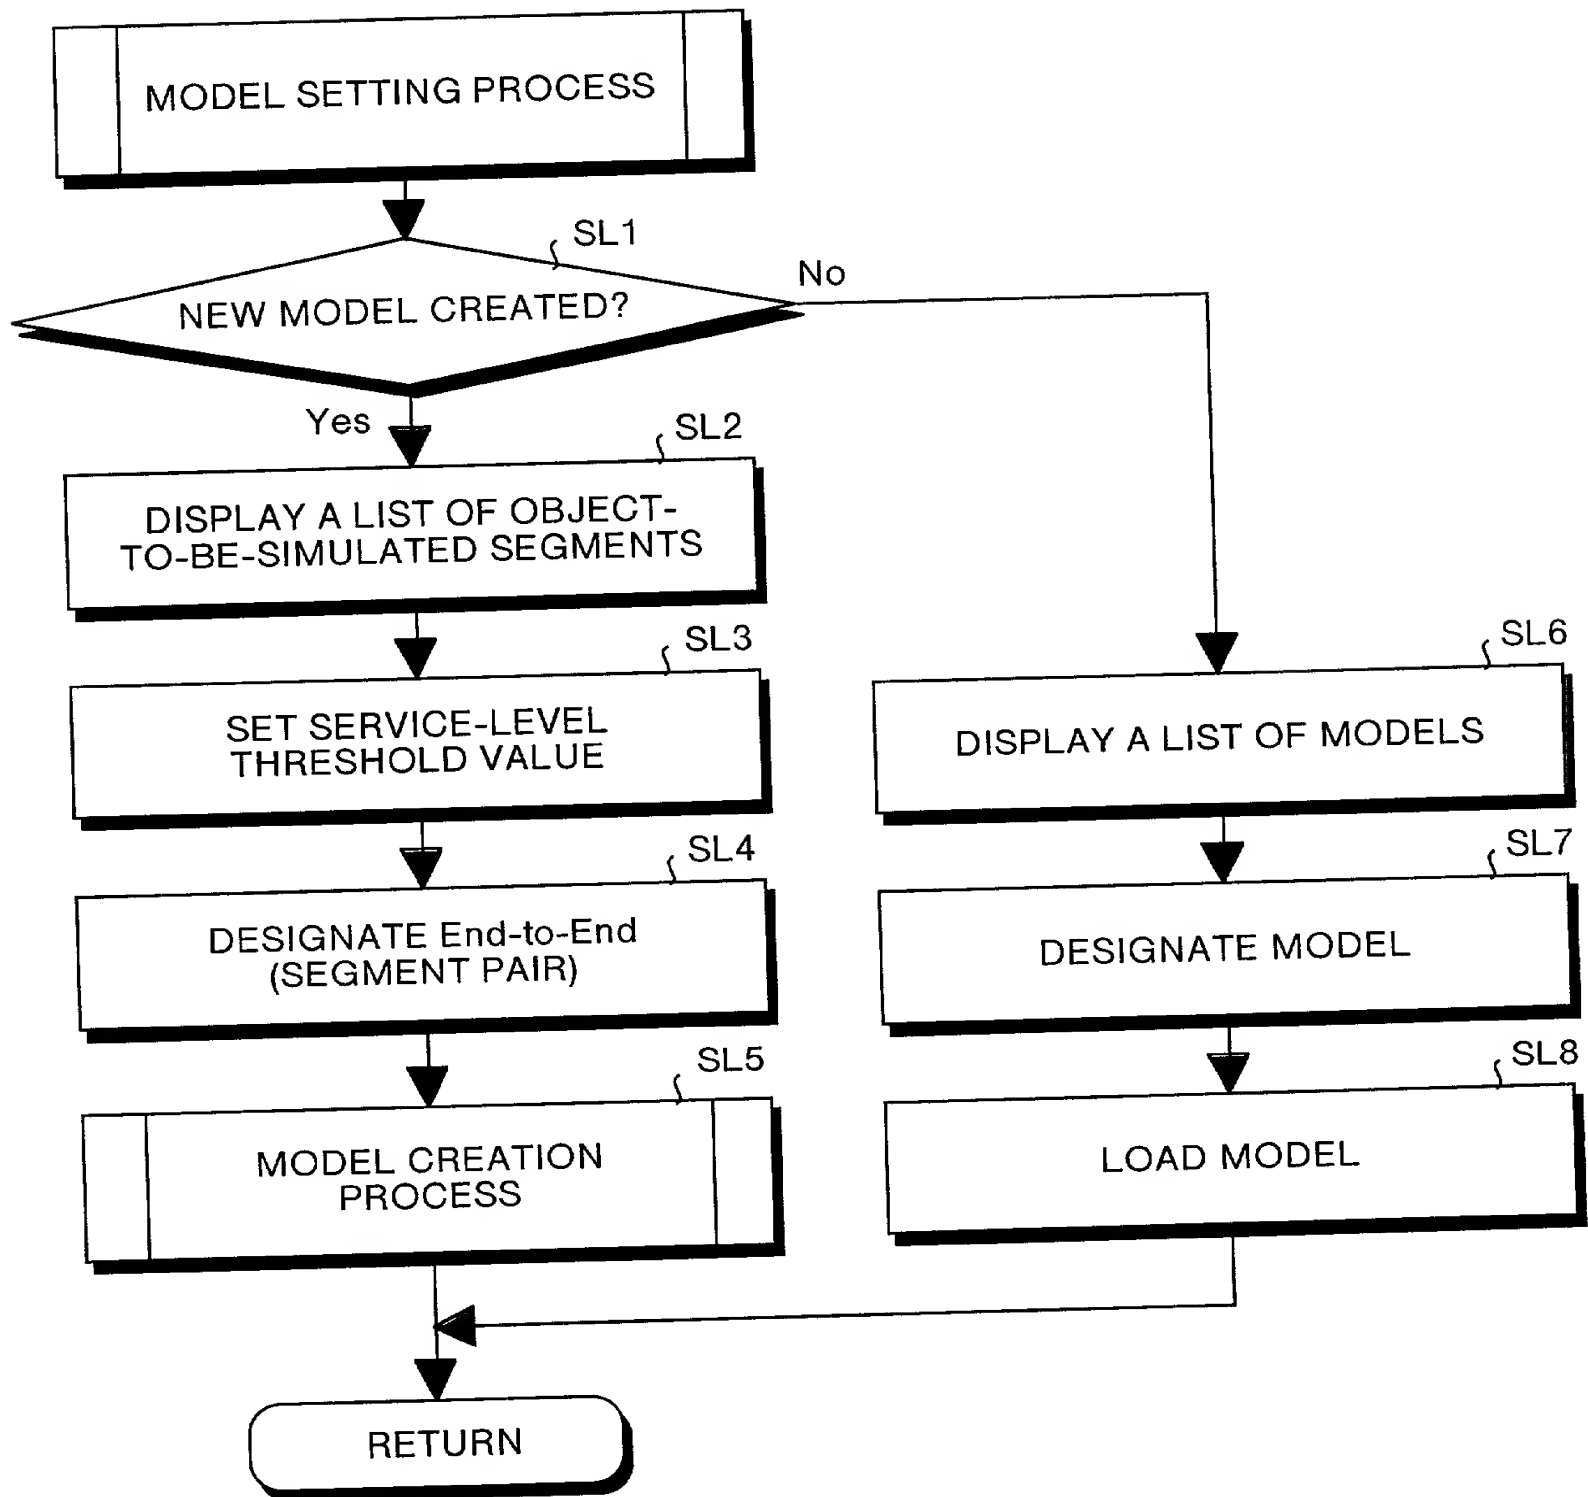 MODEL SETTING PROCESS
SL1
NEW MODEL CREATED?
No
Yes
SL2
DISPLAY A LIST OF OBJECT-
TO-BE-SIMULATED SEGMENTS
SL3
SET SERVICE-LEVEL
THRESHOLD VALUE
SL4
DESIGNATE End-to-End
(SEGMENT PAIR)
SL5
MODEL CREATION
PROCESS
SL6
DISPLAY A LIST OF MODELS
SL7
DESIGNATE MODEL
SL8
LOAD MODEL
RETURN